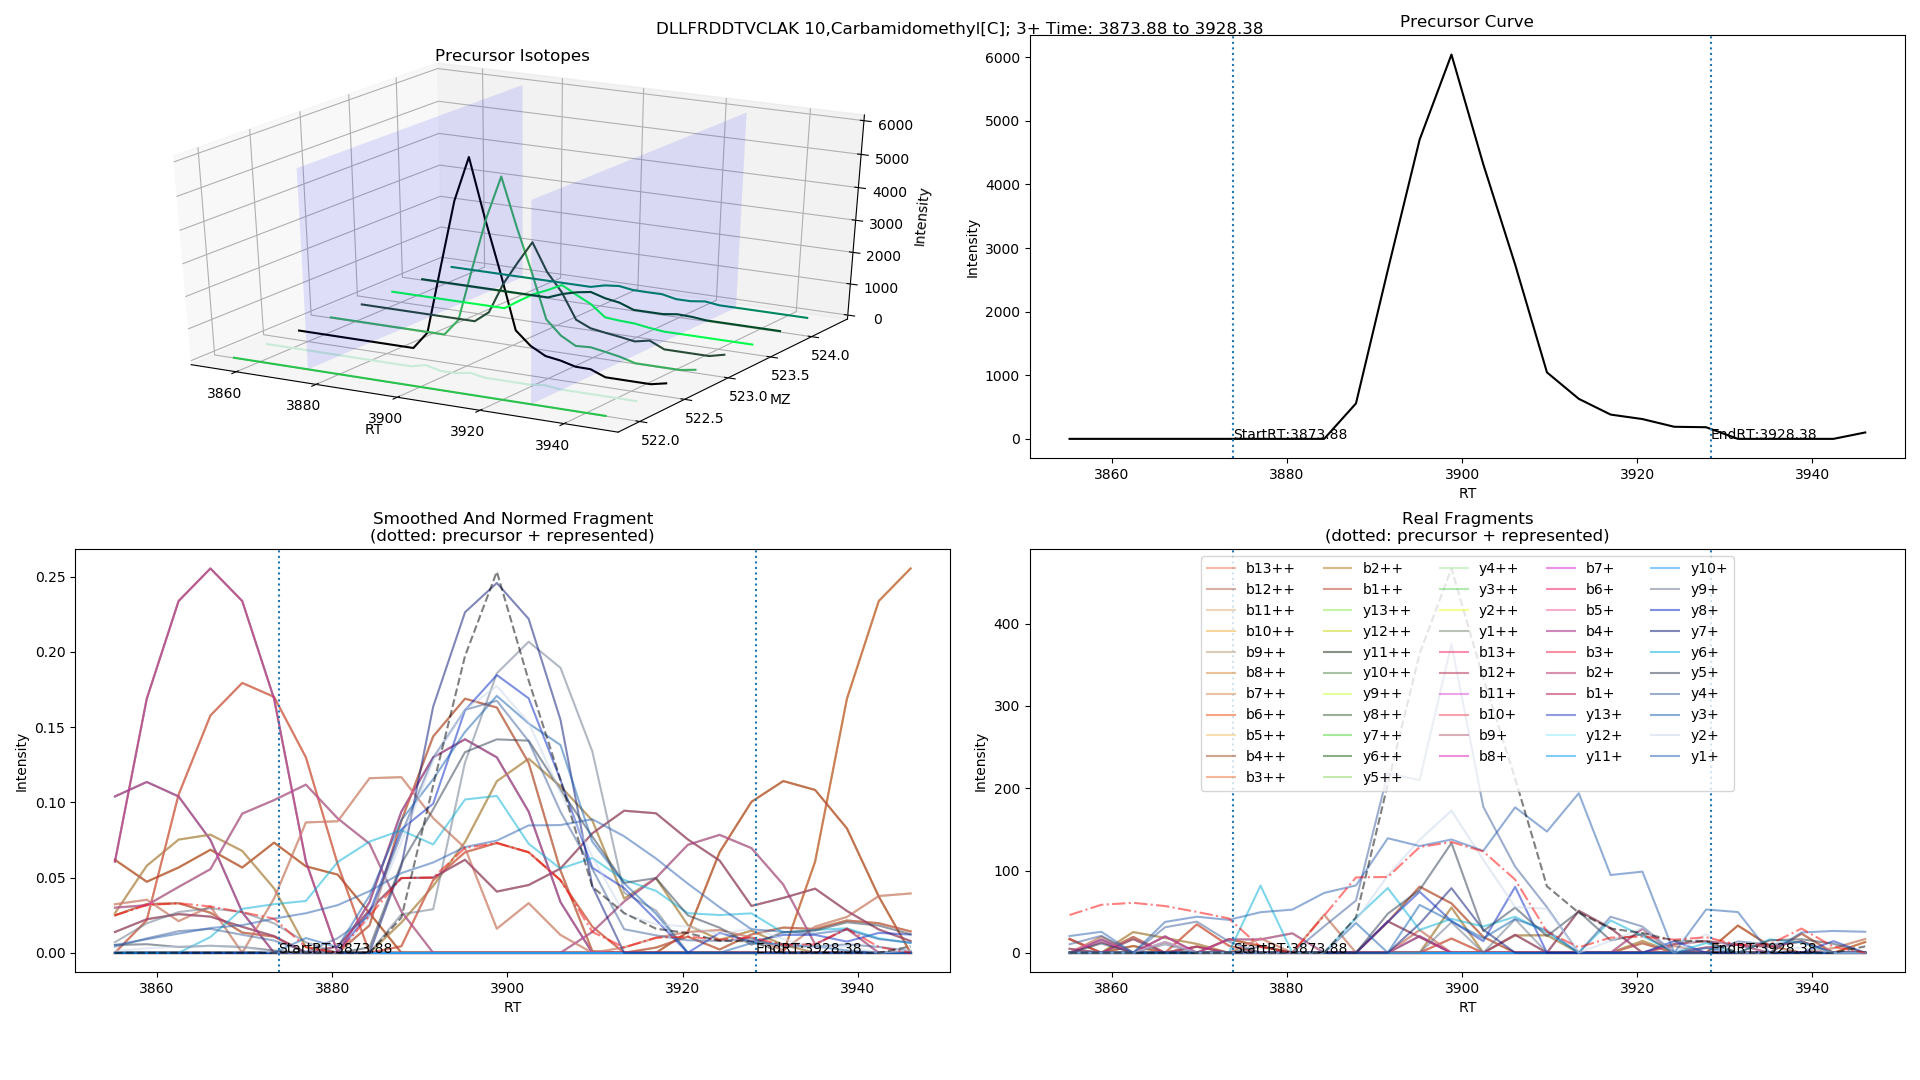 DLLFRDDTVCLAK 10,Carbamidomethyl[C]; 3+ Time: 3873.88 to 3928.38
Precursor Isotopes
6000
5000
4000
3000
2000
1000
0
Intensity
3860
3880
3900
3920
3940
RT
522.0
522.5
523.0
523.5
524.0
MZ
Precursor Curve
6000
5000
4000
3000
2000
1000
0
Intensity
StartRT:3873.88
EndRT:3928.38
3860 3880 3900 3920 3940
RT
Smoothed And Normed Fragment
(dotted: precursor + represented)
0.25
0.20
0.15
0.10
0.05
0.00
Intensity
StartRT:3873.88
EndRT:3928.38
3860 3880 3900 3920 3940
RT
Real Fragments
(dotted: precursor + represented)
b13++ b2++ y4++ b7+ y10+
b12++ b1++ y3++ b6+ y9+
b11++ y13++ y2++ b5+ y8+
b10++ y12++ y1++ b4+ y7+
b9++ y11++ b13+ b3+ y6+
b8++ y10++ b12+ b2+ y5+
b7++ y9++ b11+ b1+ y4+
b6++ y8++ b10+ y13+ y3+
b5++ y7++ b9+ y12+ y2+
b4++ y6++ b8+ y11+ y1+
b3++ y5++
400
300
200
100
0
Intensity
StartRT:3873.88
EndRT:3928.38
3860 3880 3900 3920 3940
RT